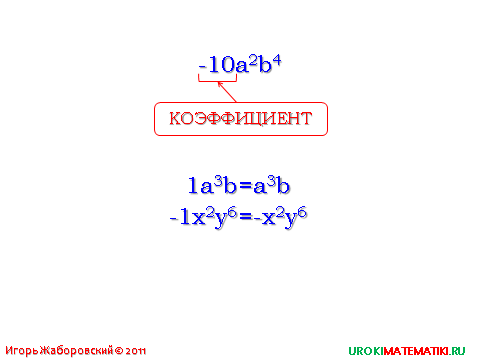 -10a²b⁴
КОЭФФИЦИЕНТ
1a³b=a³b
-1x²y⁶=-x²y⁶
Игорь Жаборовский © 2011
UROKIMATEMATIKI.RU